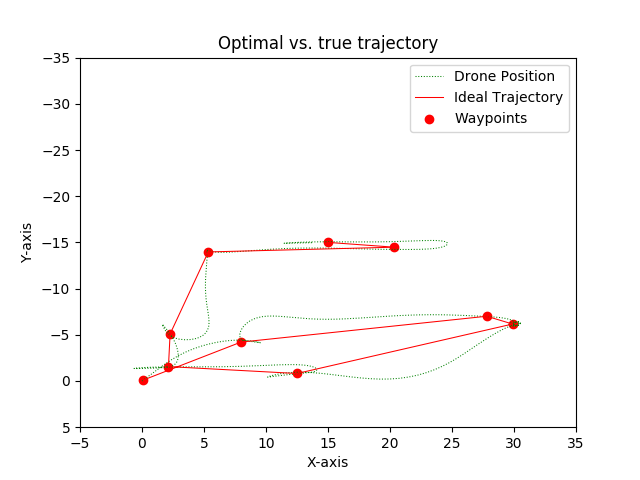 Optimal vs. true trajectory
Drone Position
Ideal Trajectory
Waypoints
−35
−30
−25
−20
−15
−10
−5
0
5
Y-axis
−5 0 5 10 15 20 25 30 35
X-axis